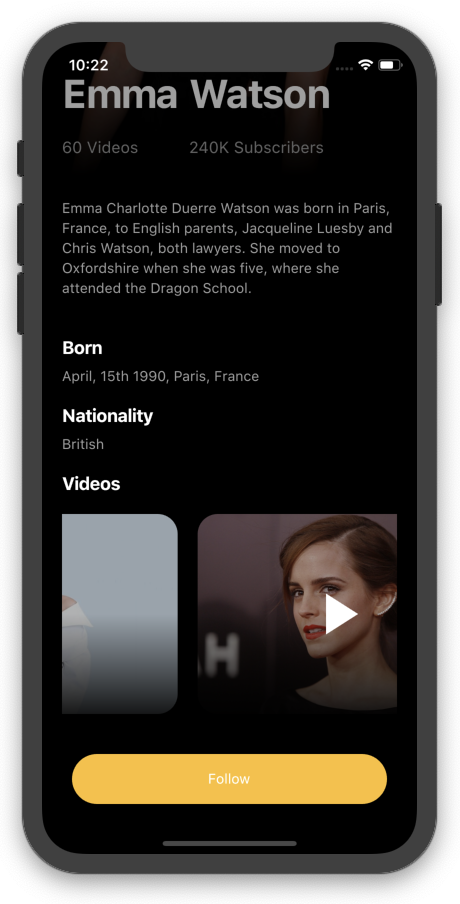 10:22
Emma Watson
60 Videos 240K Subscribers
Emma Charlotte Duerre Watson was born in Paris,
France, to English parents, Jacqueline Luesby and
Chris Watson, both lawyers. She moved to
Oxfordshire when she was five, where she
attended the Dragon School.
Born
April, 15th 1990, Paris, France
Nationality
British
Videos
AH
Follow